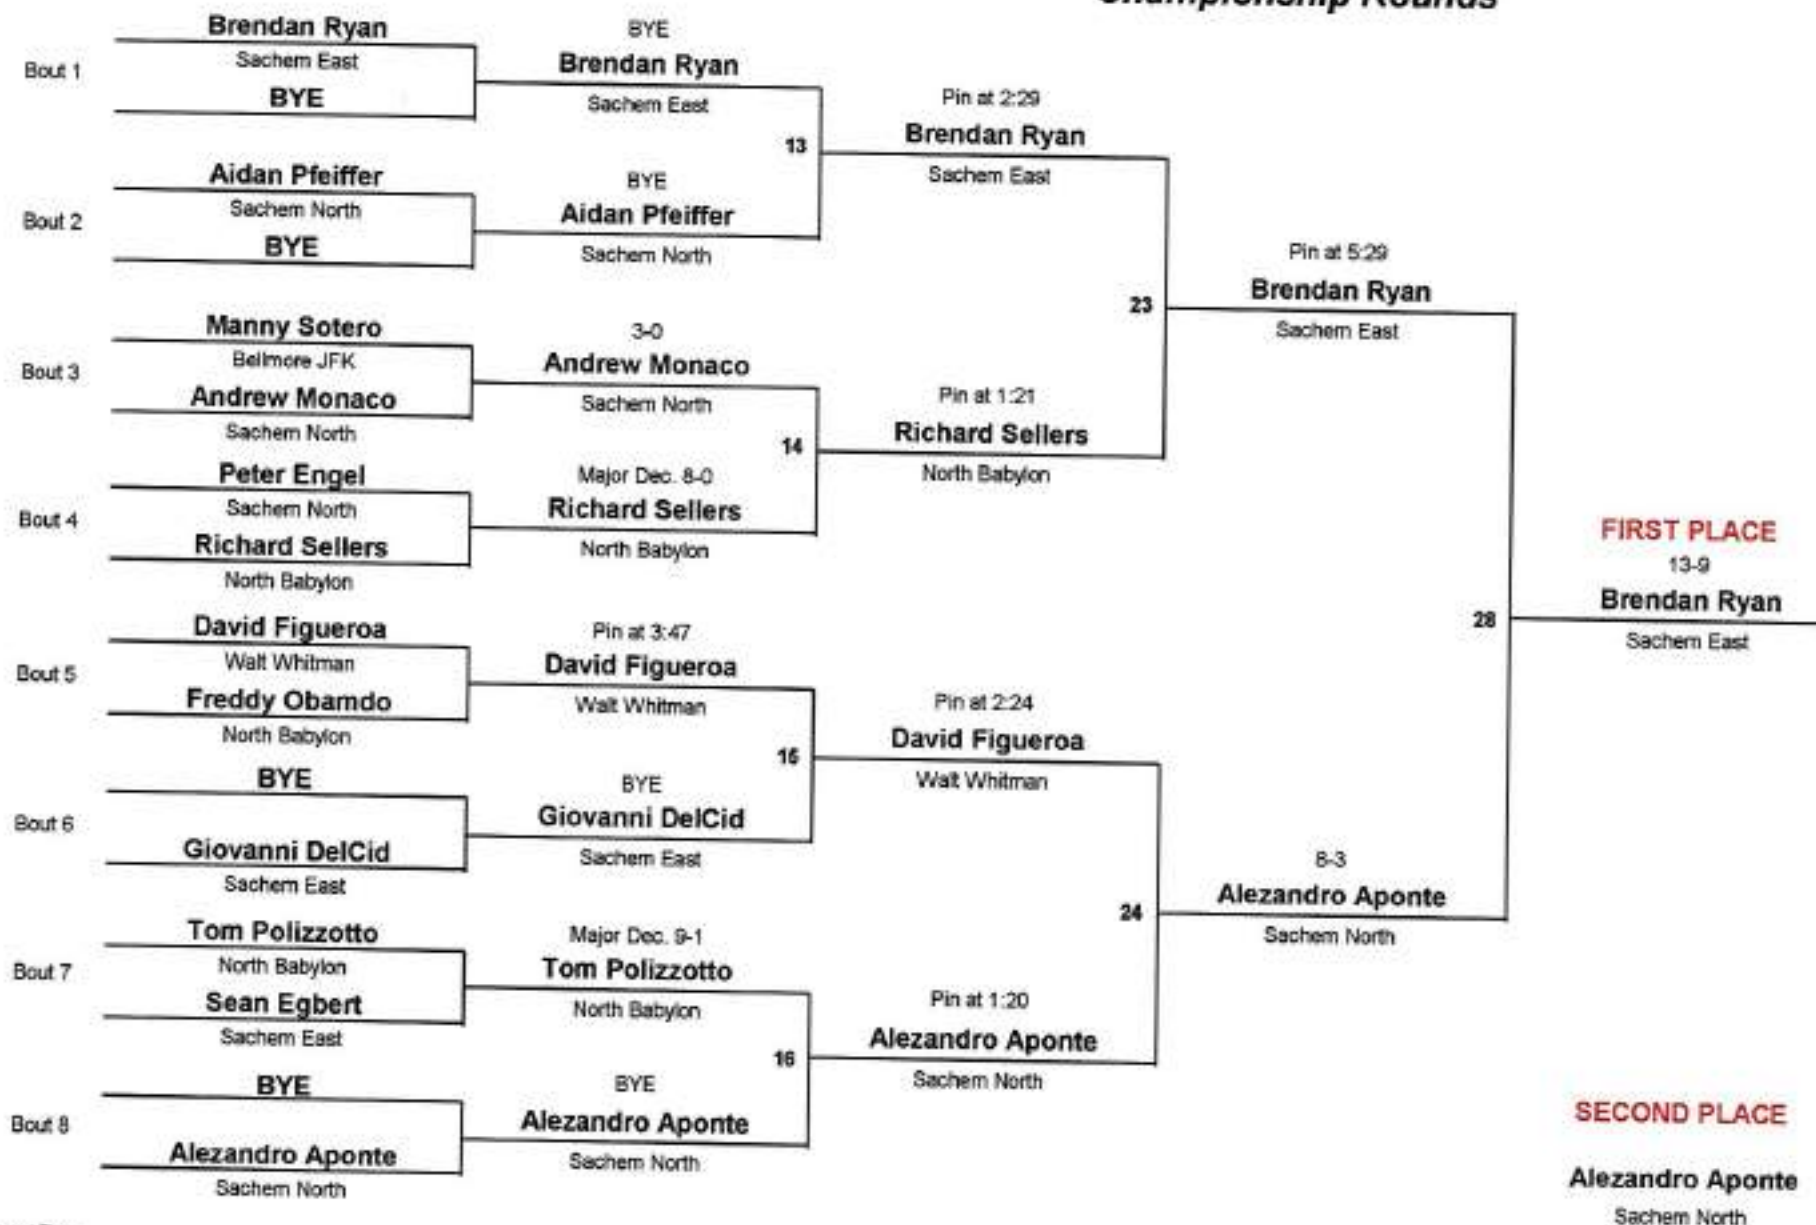 Championship Rounds
Bout 1
Brendan Ryan
Sachem East
BYE
Bout 2
Aidan Pfeiffer
Sachem North
BYE
Bout 3
Manny Sotero
Bellmore JFK
Andrew Monaco
Sachem North
Bout 4
Peter Engel
Sachem North
Richard Sellers
North Babylon
Bout 5
David Figueroa
Walt Whitman
Freddy Obamdo
North Babylon
Bout 6
BYE
Giovanni DelCid
Sachem East
Bout 7
Tom Polizzotto
North Babylon
Sean Egbert
Sachem East
Bout 8
BYE
Alezandro Aponte
Sachem North
BYE
Brendan Ryan
Sachem East
13
BYE
Aidan Pfeiffer
Sachem North
3-0
Andrew Monaco
Sachem North
14
Major Dec. 8-0
Richard Sellers
North Babylon
Pin at 3:47
David Figueroa
Walt Whitman
15
BYE
Giovanni DelCid
Sachem East
Major Dec. 9-1
Tom Polizzotto
North Babylon
16
BYE
Alezandro Aponte
Sachem North
Pin at 2:29
Brendan Ryan
Sachem East
23
Pin at 1:21
Richard Sellers
North Babylon
Pin at 2:24
David Figueroa
Walt Whitman
24
Pin at 1:20
Alezandro Aponte
Sachem North
Pin at 5:29
Brendan Ryan
Sachem East
28
8-3
Alezandro Aponte
Sachem North
FIRST PLACE
13-9
Brendan Ryan
Sachem East
SECOND PLACE
Alezandro Aponte
Sachem North